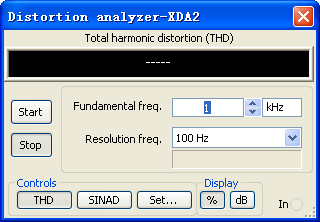 Distortion analyzer-XDA2
Total harmonic distortion (THD)
-----
Start
Fundamental freq. 1 kHz
Stop
Resolution freq. 100 Hz
Controls
Display
THD SINAD Set... % dB
In